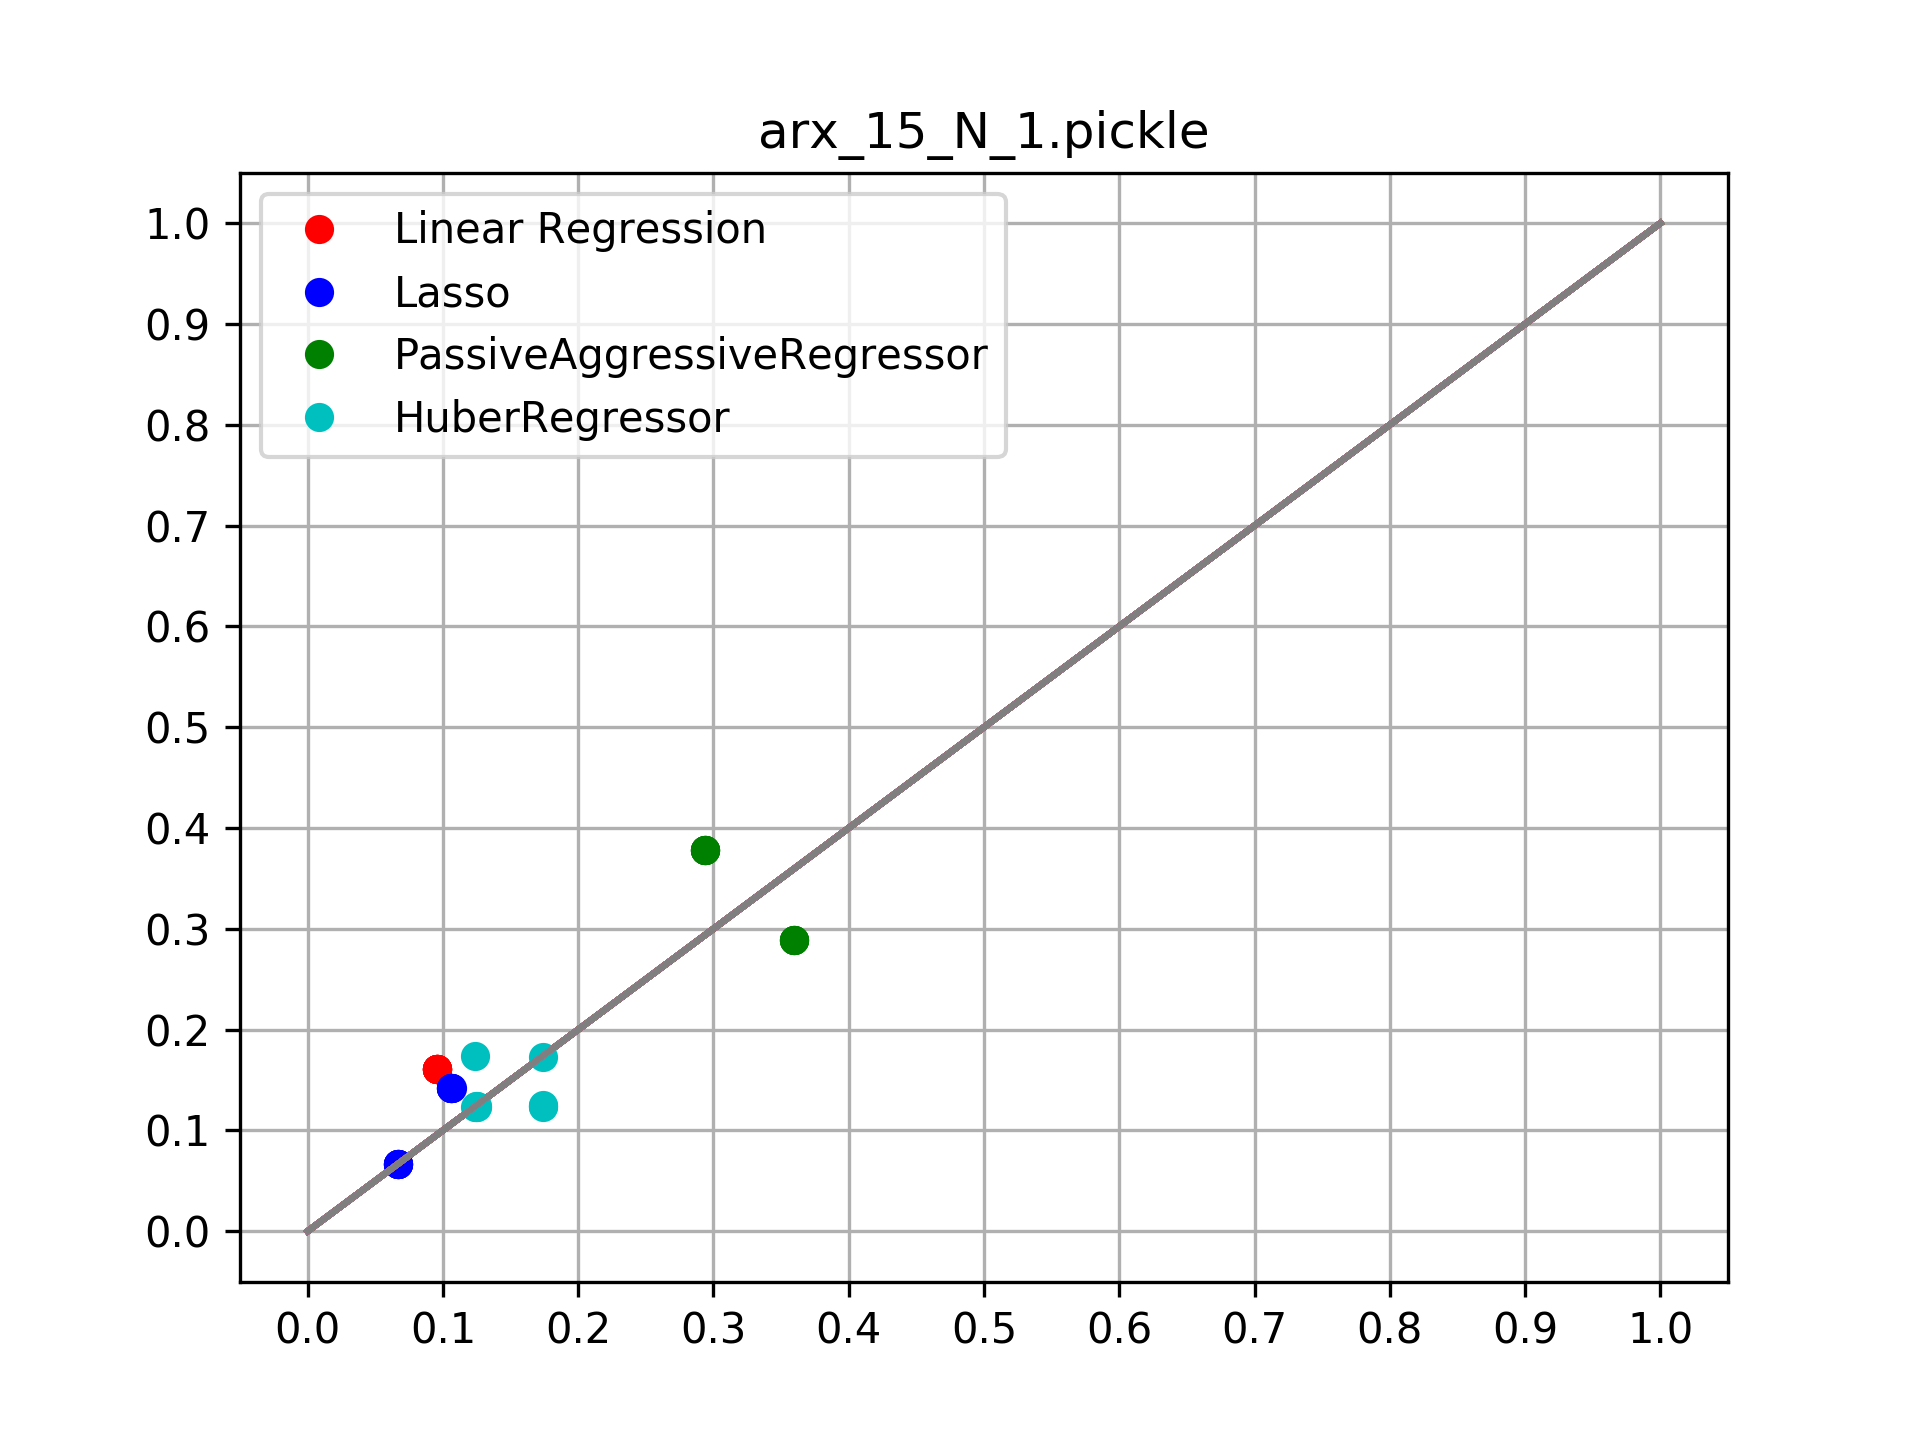 arx_15_N_1.pickle
Linear Regression
Lasso
PassiveAggressiveRegressor
HuberRegressor
1.0
0.9
0.8
0.7
0.6
0.5
0.4
0.3
0.2
0.1
0.0
0.0 0.1 0.2 0.3 0.4 0.5 0.6 0.7 0.8 0.9 1.0